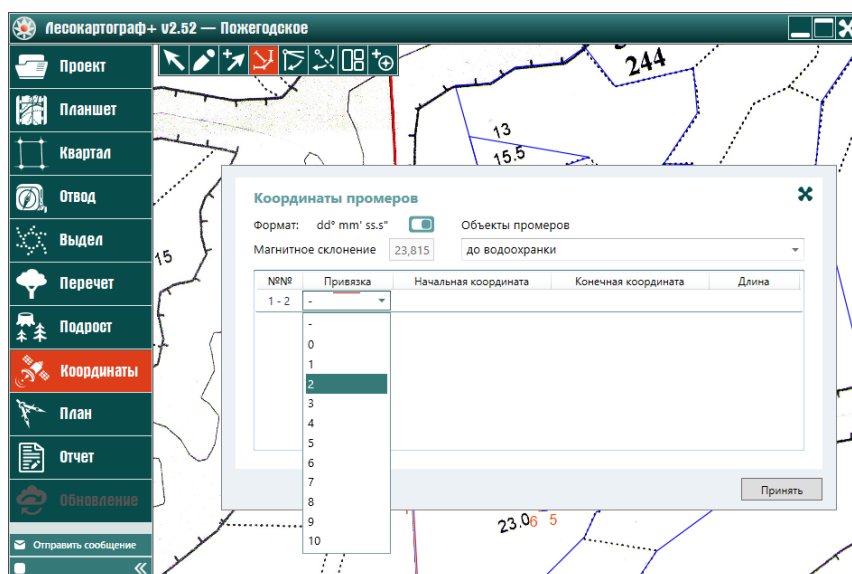 Лесокартограф+ v2.52 — Пожегодское
Проект
Планшет
Квартал
Отвод
Выдел
Перечет
Подрост
Координаты
План
Отчет
Обновление
Отправить сообщение
244
13
15.5
15
Координаты промеров
Формат: dd° mm' ss.s" Объекты промеров
Магнитное склонение 23,815 до водоохранки
№№ Привязка Начальная координата Конечная координата Длина
1 - 2 -
-
0
1
2
3
4
5
6
7
8
9
10
Принять
23.06 5